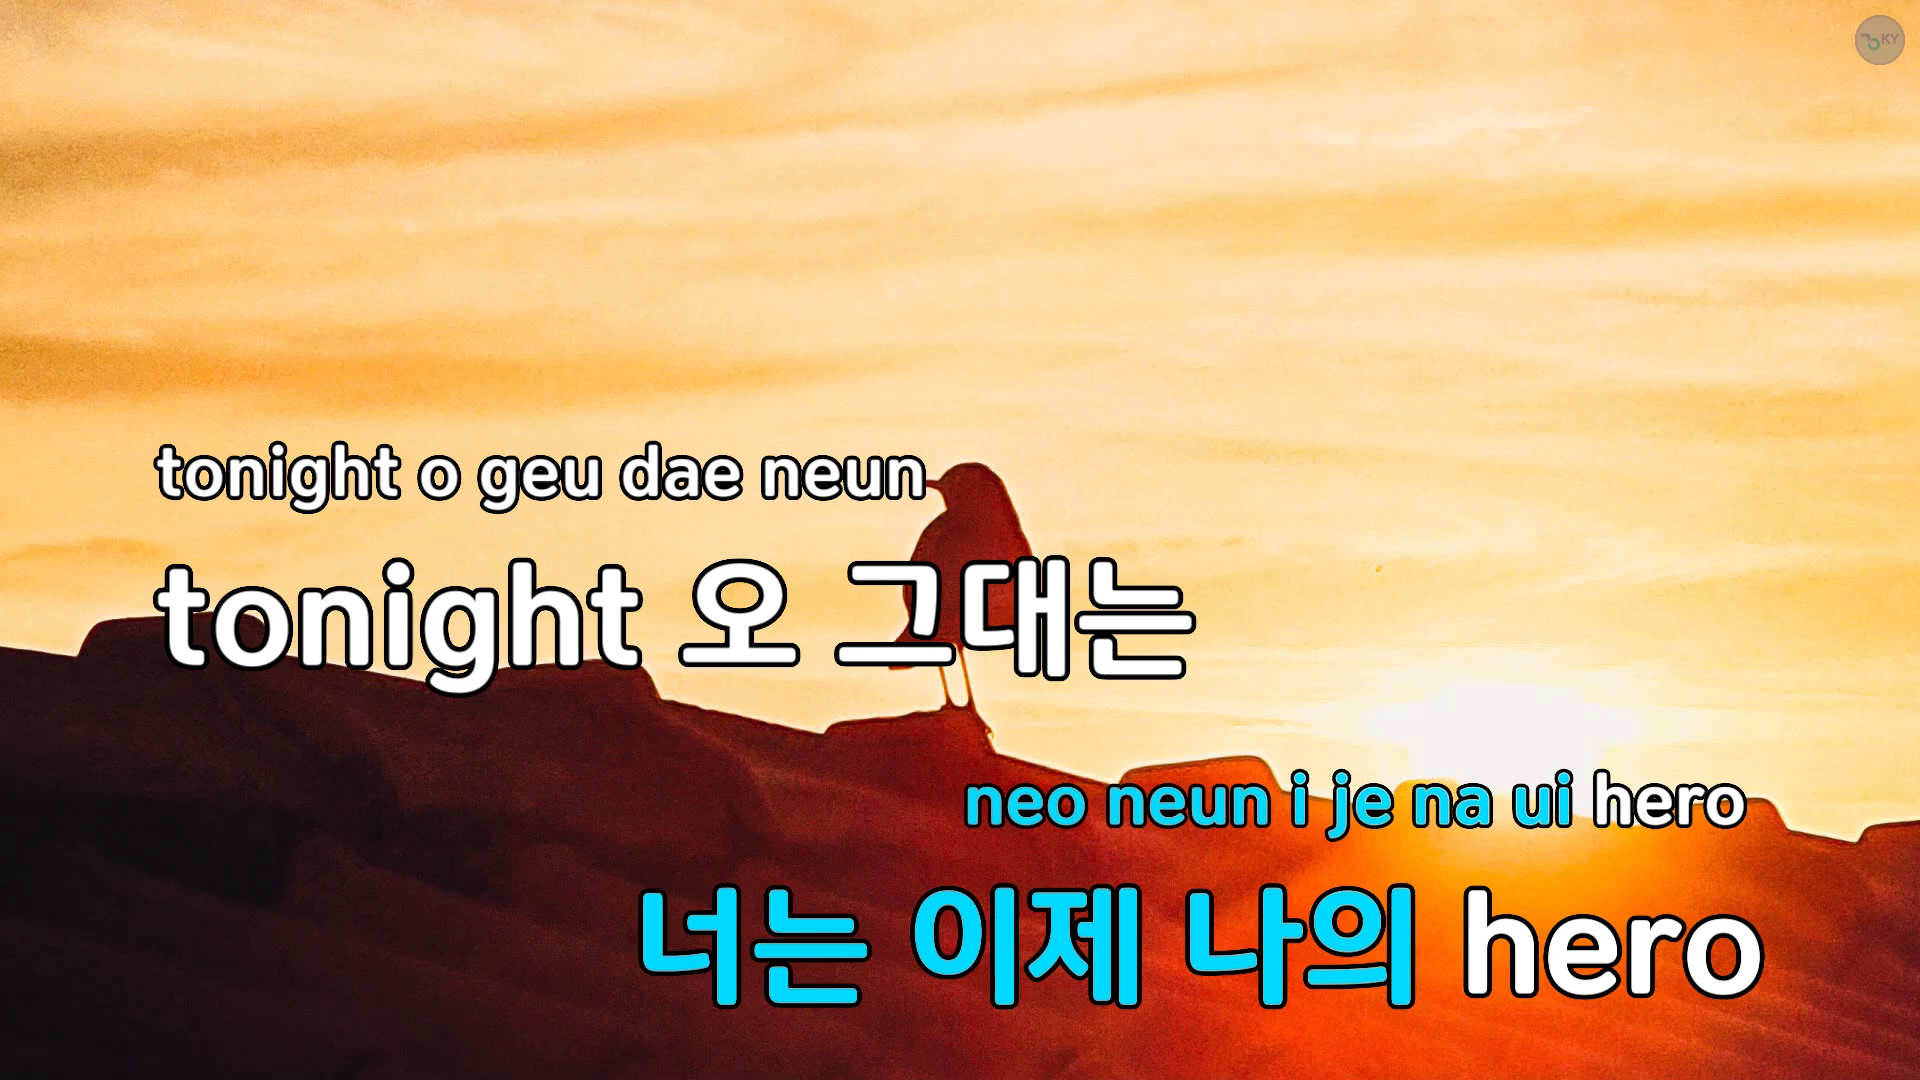 KY
tonight o geu dae neun
tonight 오 그대는
neo neun i je na ui hero
너는 이제 나의 hero